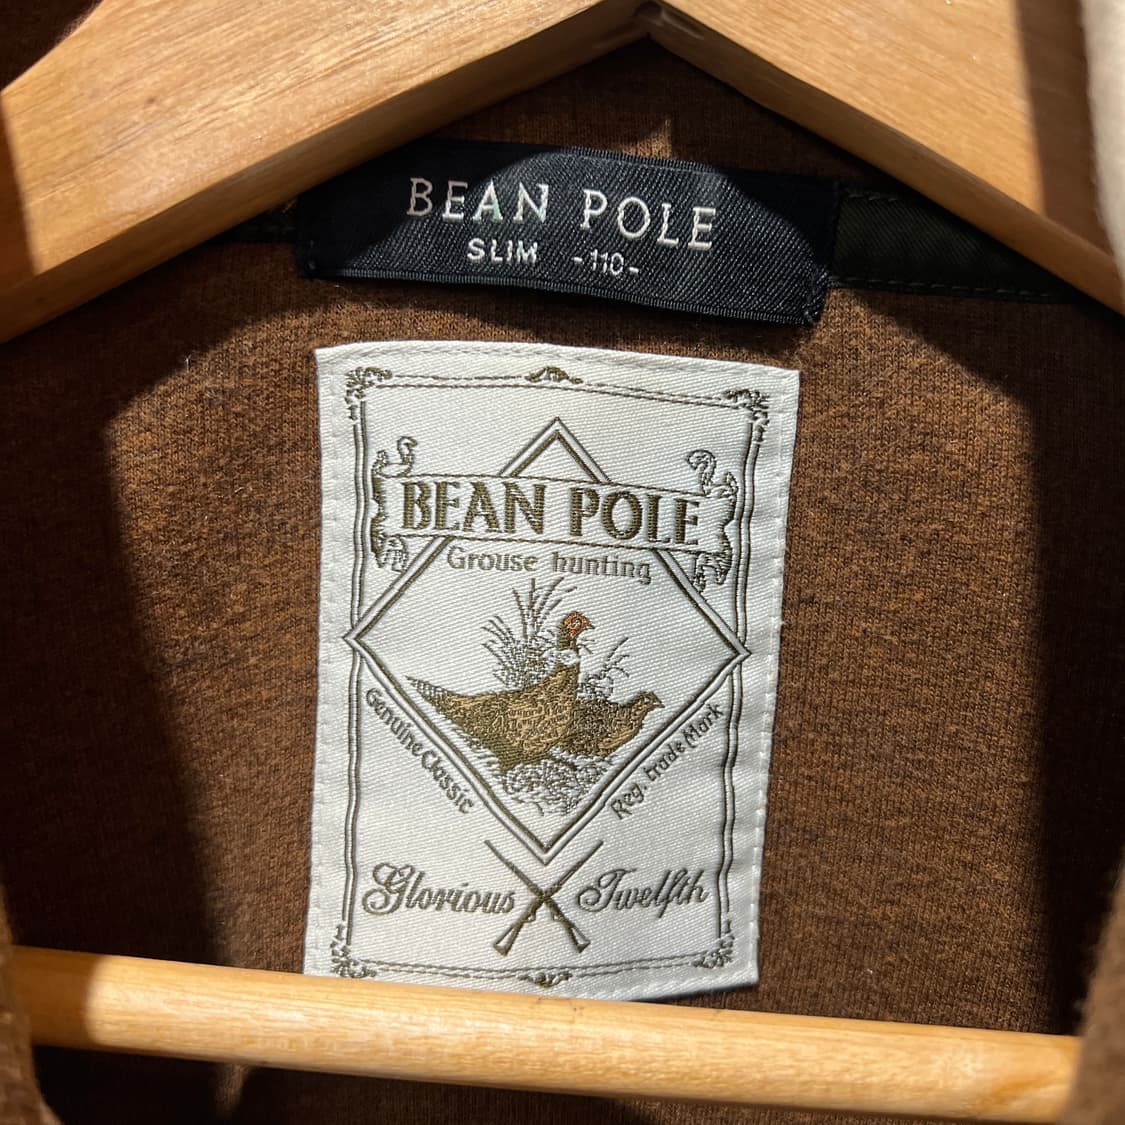 BEAN POLE
SLIM -110-
BEAN POLE
Grouse hunting
Genuine Classic
Reg. trade Mark
Glorious Twelfth